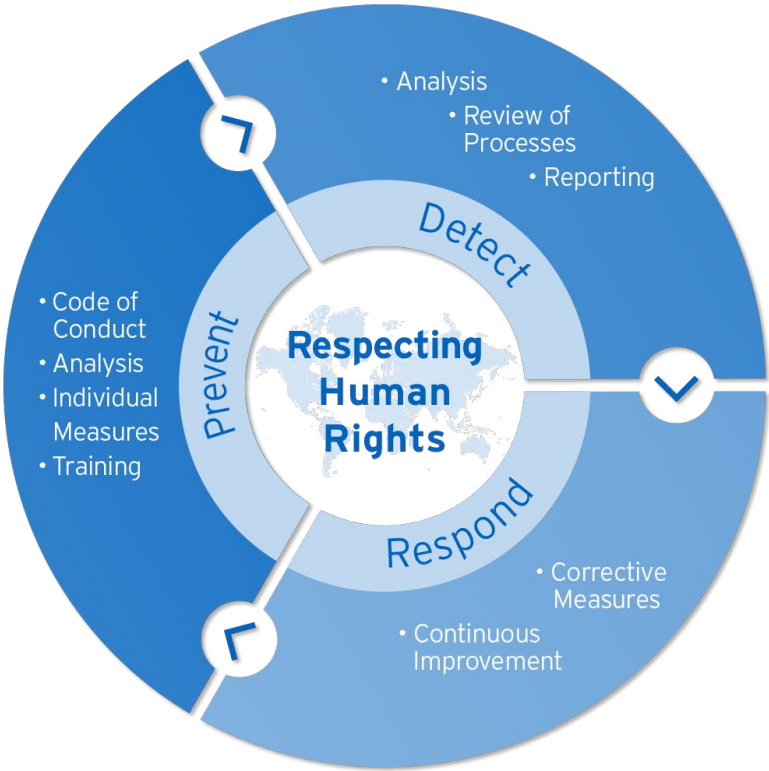 • Analysis
• Review of
Processes
• Reporting
Detect
• Code of
Conduct
• Analysis
• Individual
Measures
• Training
Prevent
Respecting
Human
Rights
Respond
• Corrective
Measures
• Continuous
Improvement